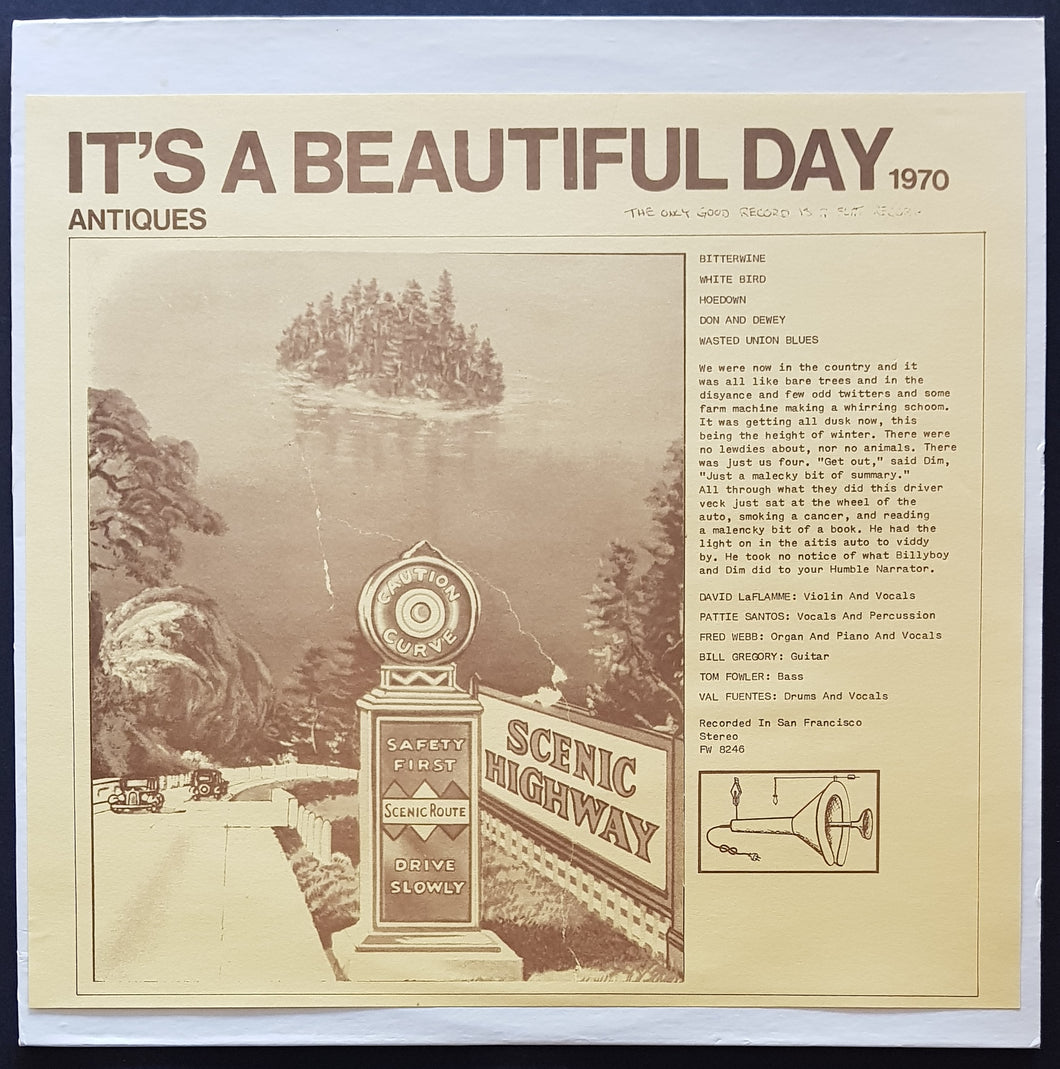 IT'S A BEAUTIFUL DAY 1970
ANTIQUES
THE ONLY GOOD RECORD IS A FLAT RECORD
BITTERWINE
WHITE BIRD
HOEDOWN
DON AND DEWEY
WASTED UNION BLUES
We were now in the country and it
was all like bare trees and in the
disyance and few odd twitters and some
farm machine making a whirring schoom.
It was getting all dusk now, this
being the height of winter. There were
no lewdies about, nor no animals. There
was just us four. "Get out," said Dim,
"Just a malecky bit of summary."
All through what they did this driver
veck just sat at the wheel of the
auto, smoking a cancer, and reading
a malencky bit of a book. He had the
light on in the aitis auto to viddy
by. He took no notice of what Billyboy
and Dim did to your Humble Narrator.
DAVID LaFLAMME: Violin And Vocals
PATTIE SANTOS: Vocals And Percussion
FRED WEBB: Organ And Piano And Vocals
BILL GREGORY: Guitar
TOM FOWLER: Bass
VAL FUENTES: Drums And Vocals
Recorded In San Francisco
Stereo
FW 8246
CAUTION
CURVE
SAFETY
FIRST
SCENIC ROUTE
DRIVE
SLOWLY
SCENIC
HIGHWAY